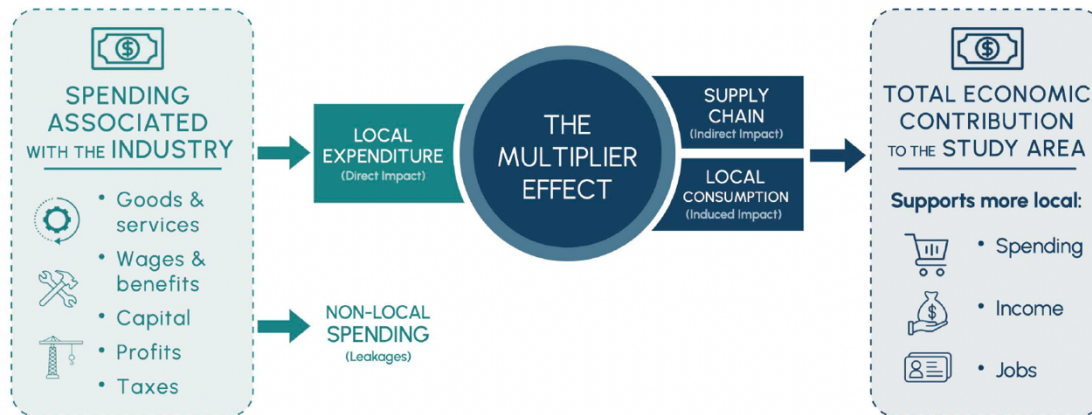 SPENDING
ASSOCIATED
WITH THE INDUSTRY
• Goods &
services
• Wages &
benefits
• Capital
• Profits
• Taxes
LOCAL
EXPENDITURE
(Direct Impact)
NON-LOCAL
SPENDING
(Leakages)
THE
MULTIPLIER
EFFECT
SUPPLY
CHAIN
(Indirect Impact)
LOCAL
CONSUMPTION
(Induced Impact)
TOTAL ECONOMIC
CONTRIBUTION
TO THE STUDY AREA
Supports more local:
• Spending
• Income
• Jobs